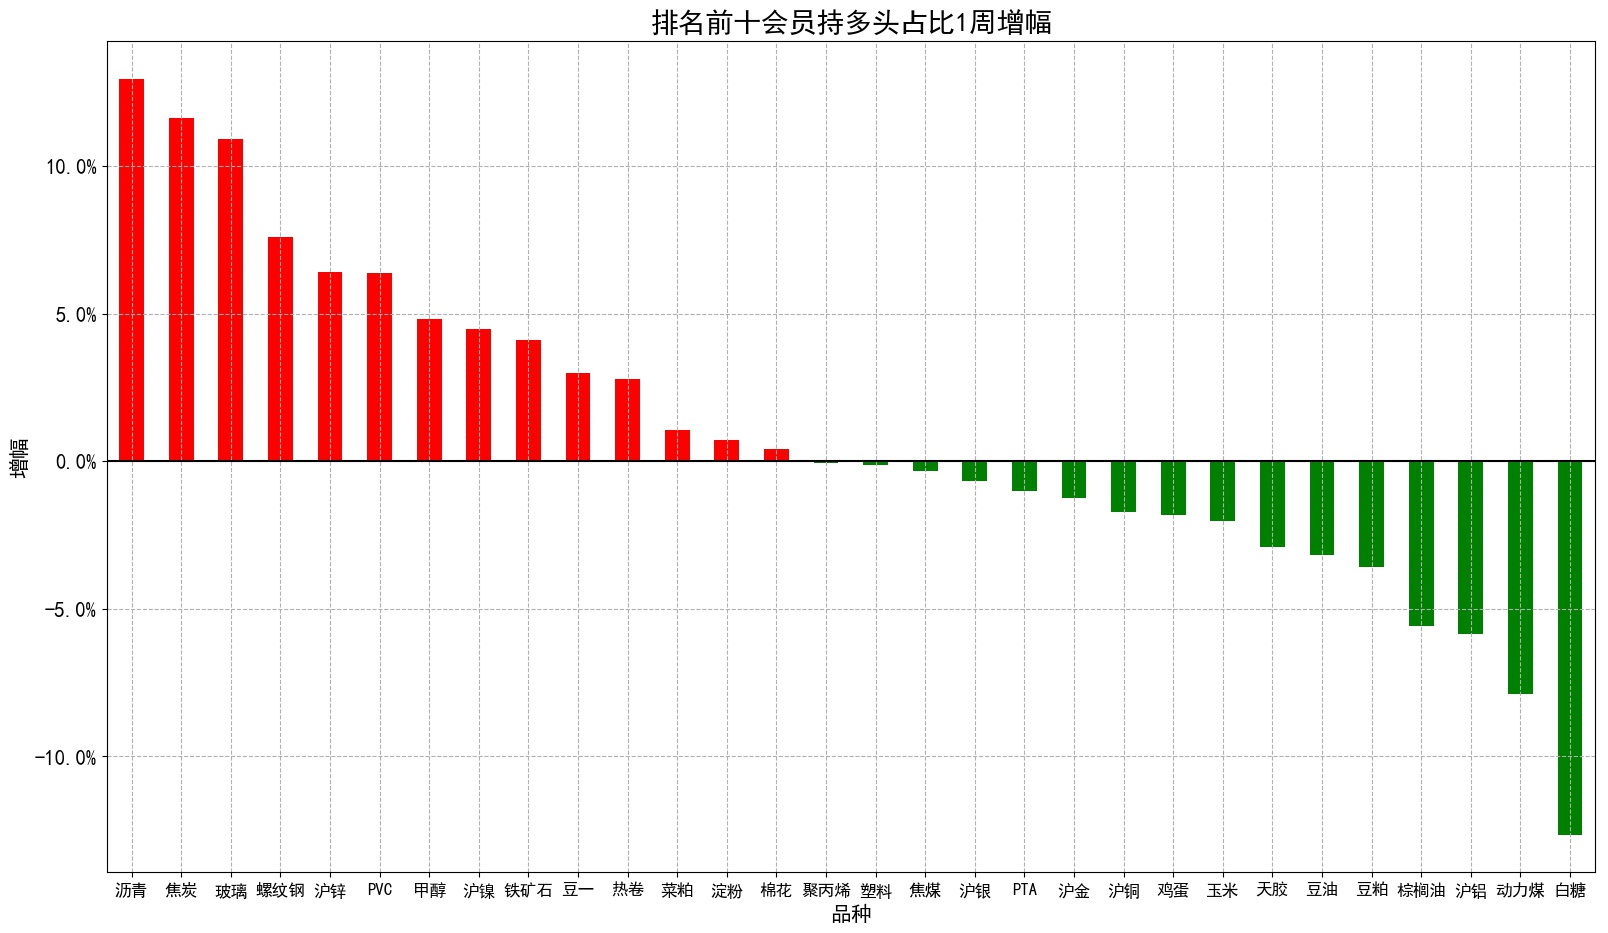 排名前十会员持多头占比1周增幅
增幅
10.0%
5.0%
0.0%
−5.0%
−10.0%
沥青 焦炭 玻璃 螺纹钢 沪锌 PVC 甲醇 沪镍 铁矿石 豆一 热卷 菜粕 淀粉 棉花 聚丙烯 塑料 焦煤 沪银 PTA 沪金 沪铜 鸡蛋 玉米 天胶 豆油 豆粕 棕榈油 沪铝 动力煤 白糖
品种